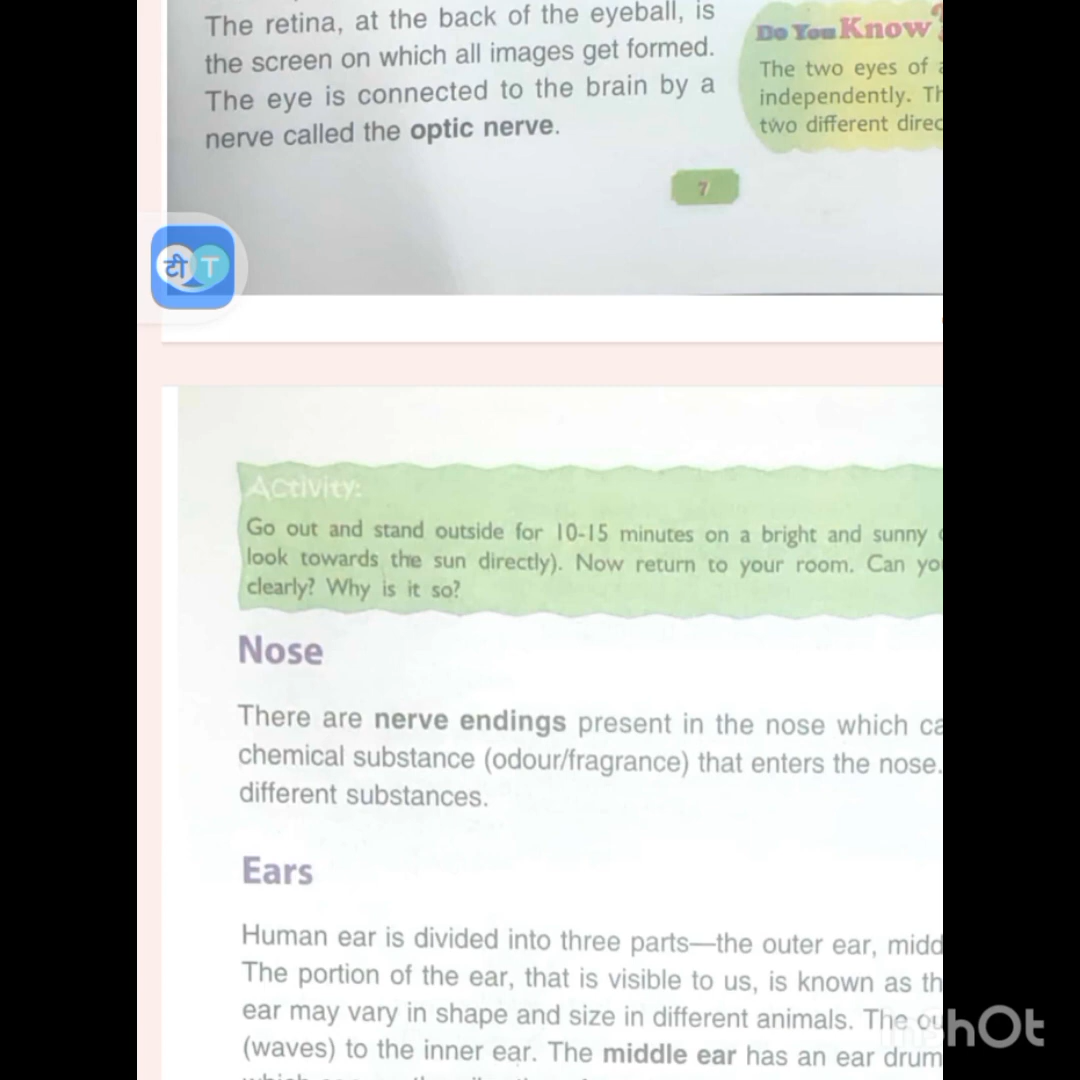 The retina, at the back of the eyeball, is
the screen on which all images get formed.
The eye is connected to the brain by a
nerve called the optic nerve.
Do You Know?
The two eyes of
independently.
two different
7
टी T
Activity:
Go out and stand outside for 10-15 minutes on a bright and sunny
look towards the sun directly). Now return to your room. Can
clearly? Why is it so?
Nose
There are nerve endings present in the nose which
chemical substance (odour/fragrance) that enters the nose.
different substances.
Ears
Human ear is divided into three parts—the outer ear,
The portion of the ear, that is visible to us, is known as
ear may vary in shape and size in different animals. The
(waves) to the inner ear. The middle ear has an ear drum